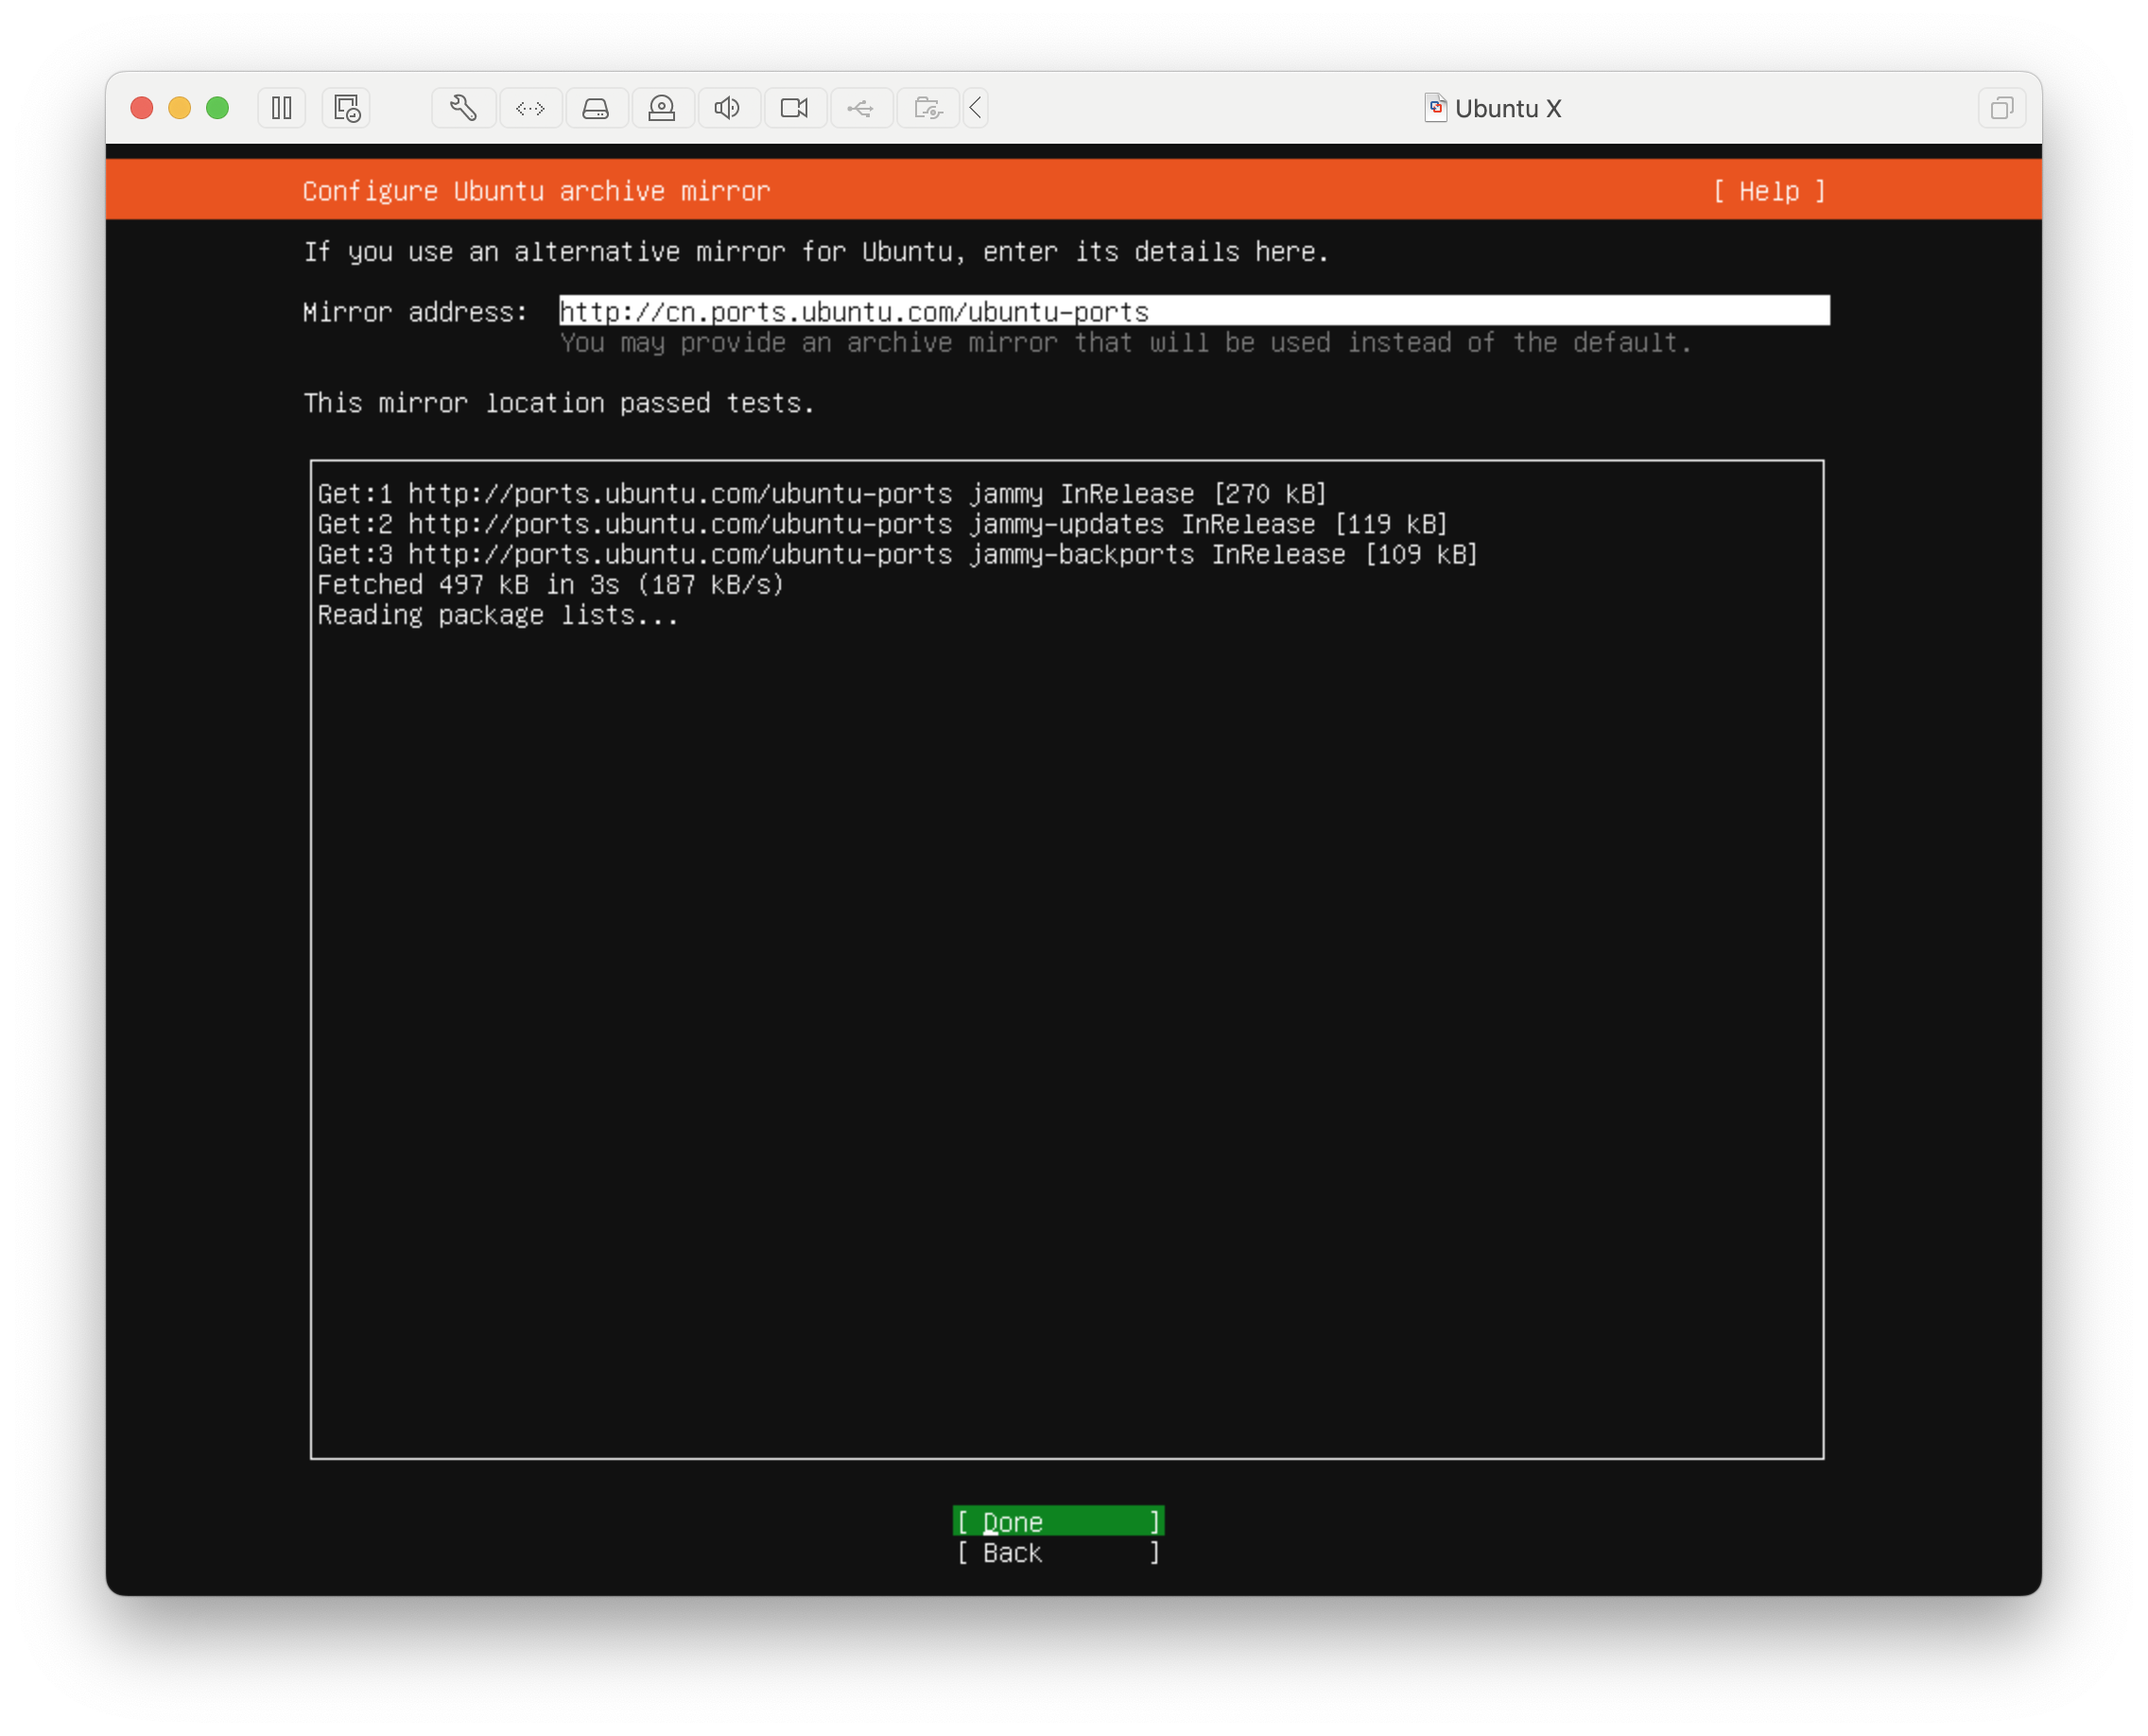 Ubuntu X
Configure Ubuntu archive mirror [ Help ]
If you use an alternative mirror for Ubuntu, enter its details here.
Mirror address: http://cn.ports.ubuntu.com/ubuntu-ports
You may provide an archive mirror that will be used instead of the default.
This mirror location passed tests.
Get:1 http://ports.ubuntu.com/ubuntu-ports jammy InRelease [270 kB]
Get:2 http://ports.ubuntu.com/ubuntu-ports jammy-updates InRelease [119 kB]
Get:3 http://ports.ubuntu.com/ubuntu-ports jammy-backports InRelease [109 kB]
Fetched 497 kB in 3s (187 kB/s)
Reading package lists...
[ Done ]
[ Back ]